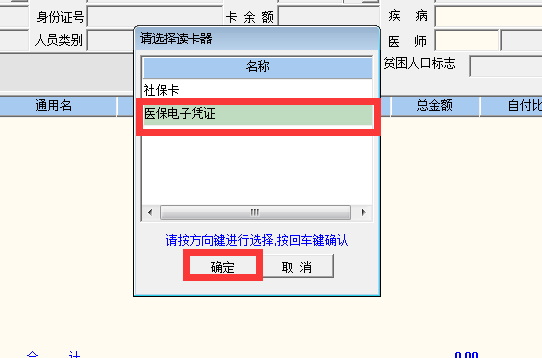 身份证号 卡 余 额 疾 病
人员类别 医 师
请选择读卡器
贫困人口标志
名称
社保卡
通用名 总金额 自付比
医保电子凭证
请按方向键进行选择,按回车键确认
确定 取 消
合 计 0.00